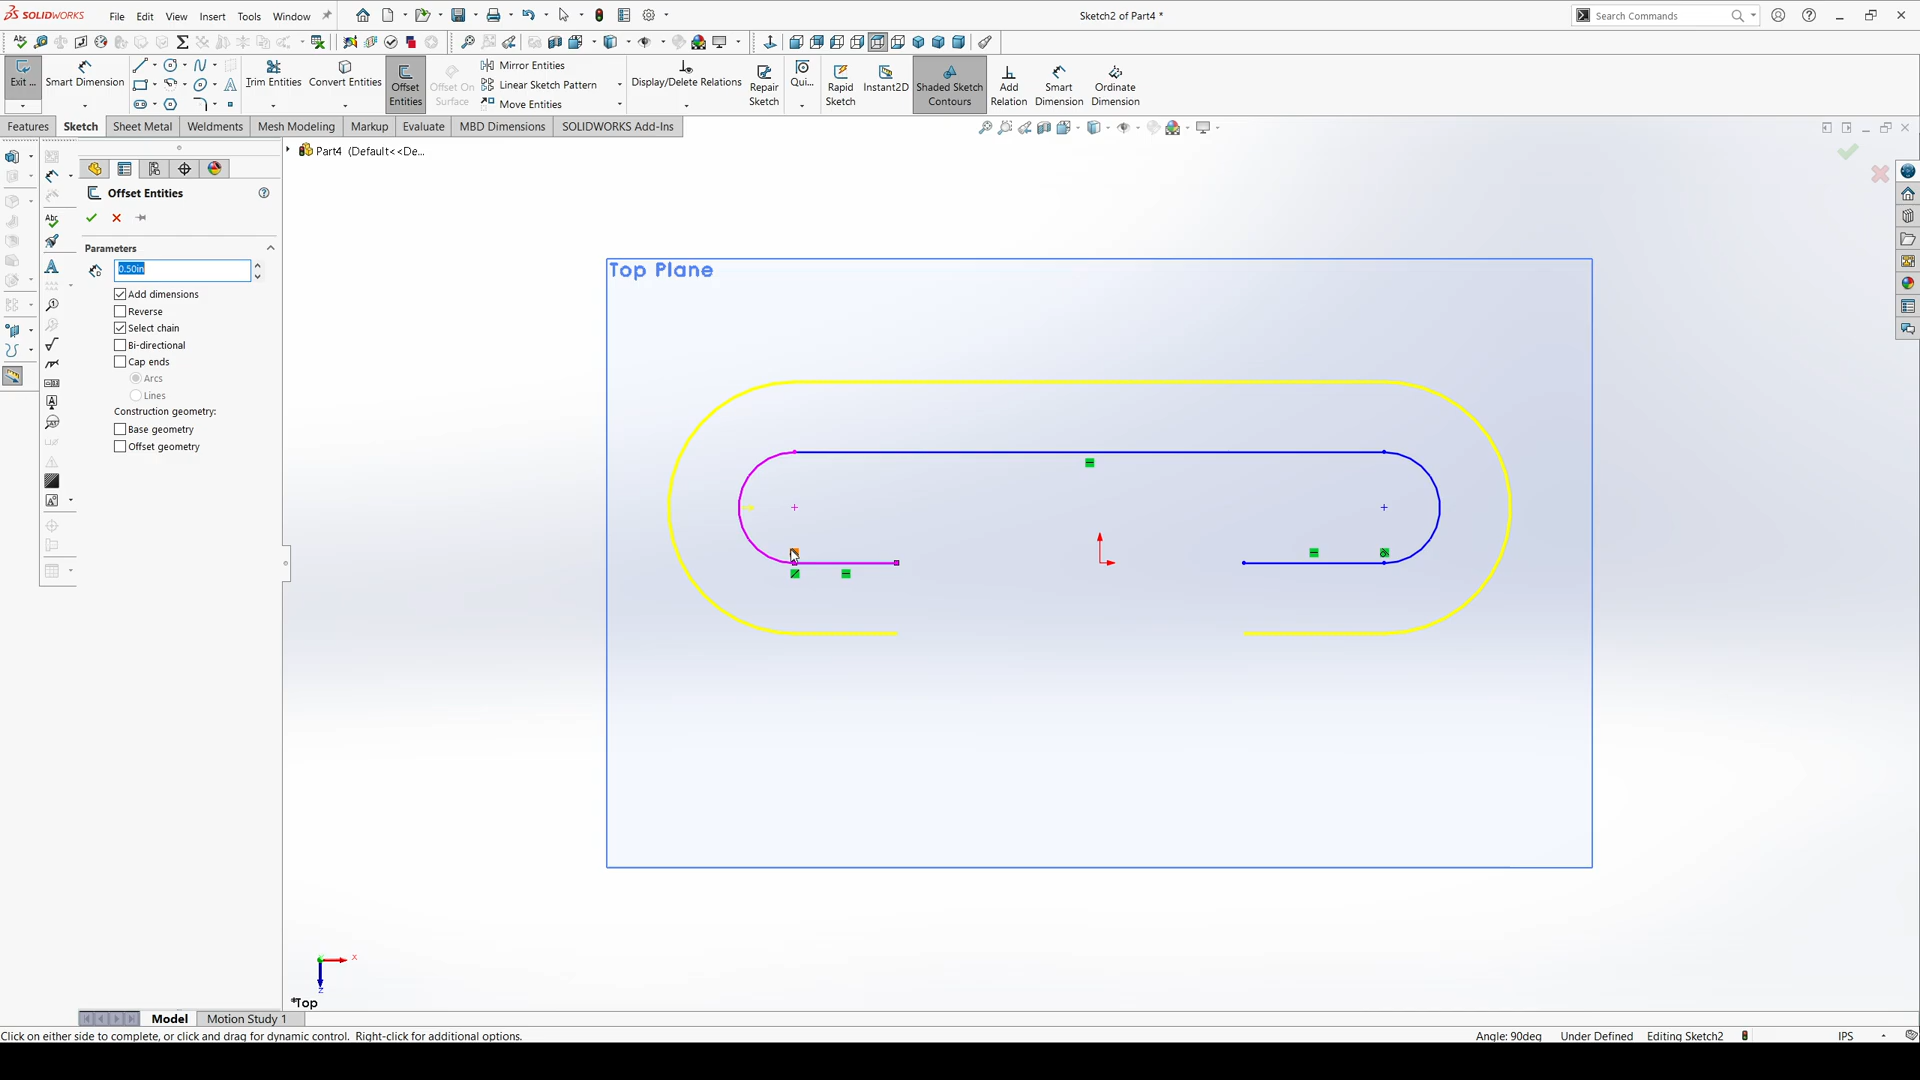 SOLIDWORKS File Edit View Insert Tools Window
Sketch2 of Part4 *
Search Commands
Exit ...
Smart Dimension
Trim Entities
Convert Entities
Offset Entities
Offset On Surface
Mirror Entities
Linear Sketch Pattern
Move Entities
Display/Delete Relations
Repair Sketch
Qui...
Rapid Sketch
Instant2D
Shaded Sketch Contours
Add Relation
Smart Dimension
Ordinate Dimension
Features Sketch Sheet Metal Weldments Mesh Modeling Markup Evaluate MBD Dimensions SOLIDWORKS Add-Ins
Part4 (Default<<De...
Offset Entities
Parameters
0.50in
Add dimensions
Reverse
Select chain
Bi-directional
Cap ends
Arcs
Lines
Construction geometry:
Base geometry
Offset geometry
Top Plane
X
Z
*Top
Model Motion Study 1
Click on either side to complete, or click and drag for dynamic control. Right-click for additional options.
Angle: 90deg Under Defined Editing Sketch2 IPS